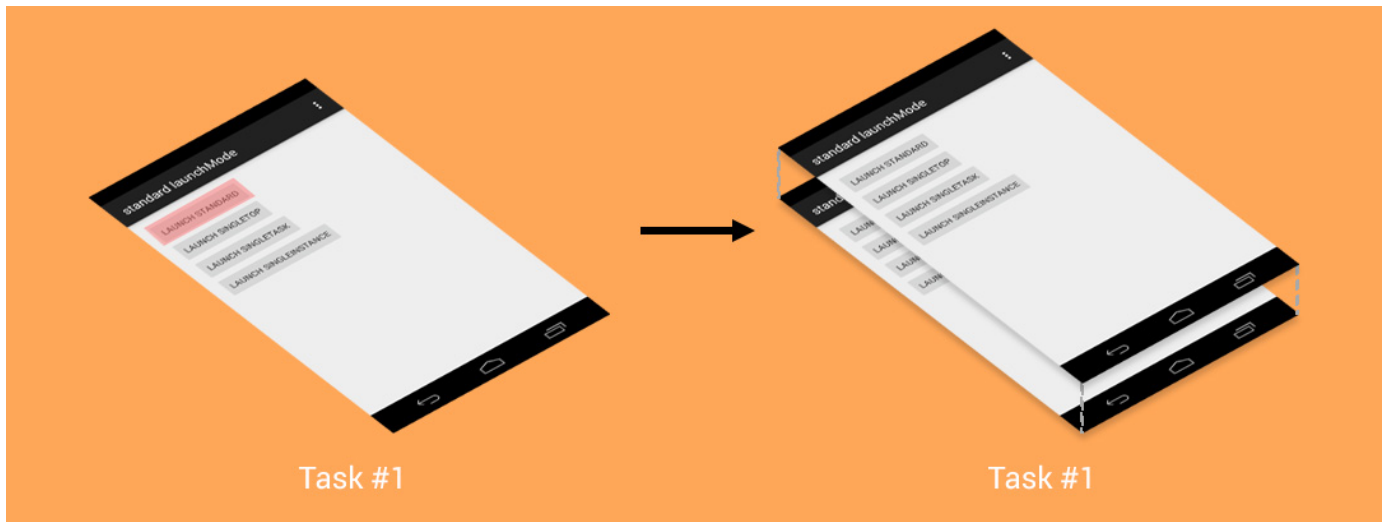 standard launchMode
LAUNCH STANDARD
LAUNCH SINGLETOP
LAUNCH SINGLETASK
LAUNCH SINGLEINSTANCE
Task #1
standard launchMode
LAUNCH STANDARD
LAUNCH SINGLETOP
LAUNCH SINGLETASK
LAUNCH SINGLEINSTANCE
Task #1